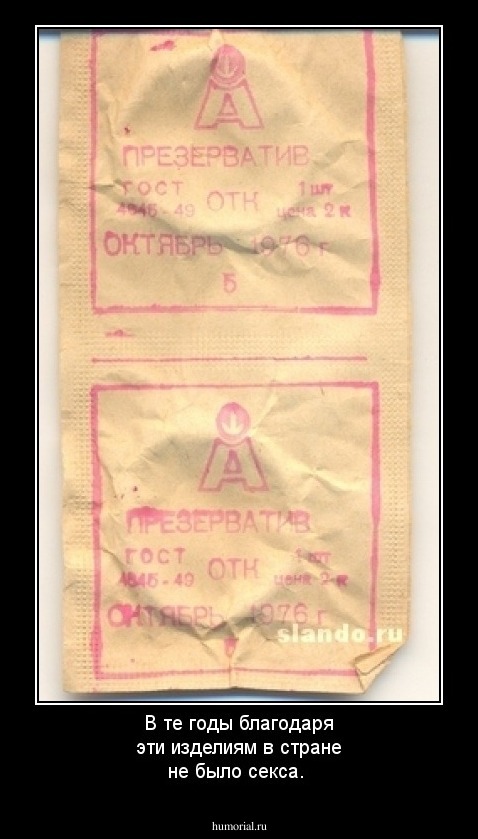 А
ПРЕЗЕРВАТИВ
ГОСТ ОТК 1 шт
4645-49 цена 2 к
ОКТЯБРЬ 1976 г
Б
А
ПРЕЗЕРВАТИВ
ГОСТ ОТК 1 шт
4645-49 цена 2 к
ОКТЯБРЬ 1976 г
slando.ru
В те годы благодаря
эти изделиям в стране
не было секса.
humorial.ru